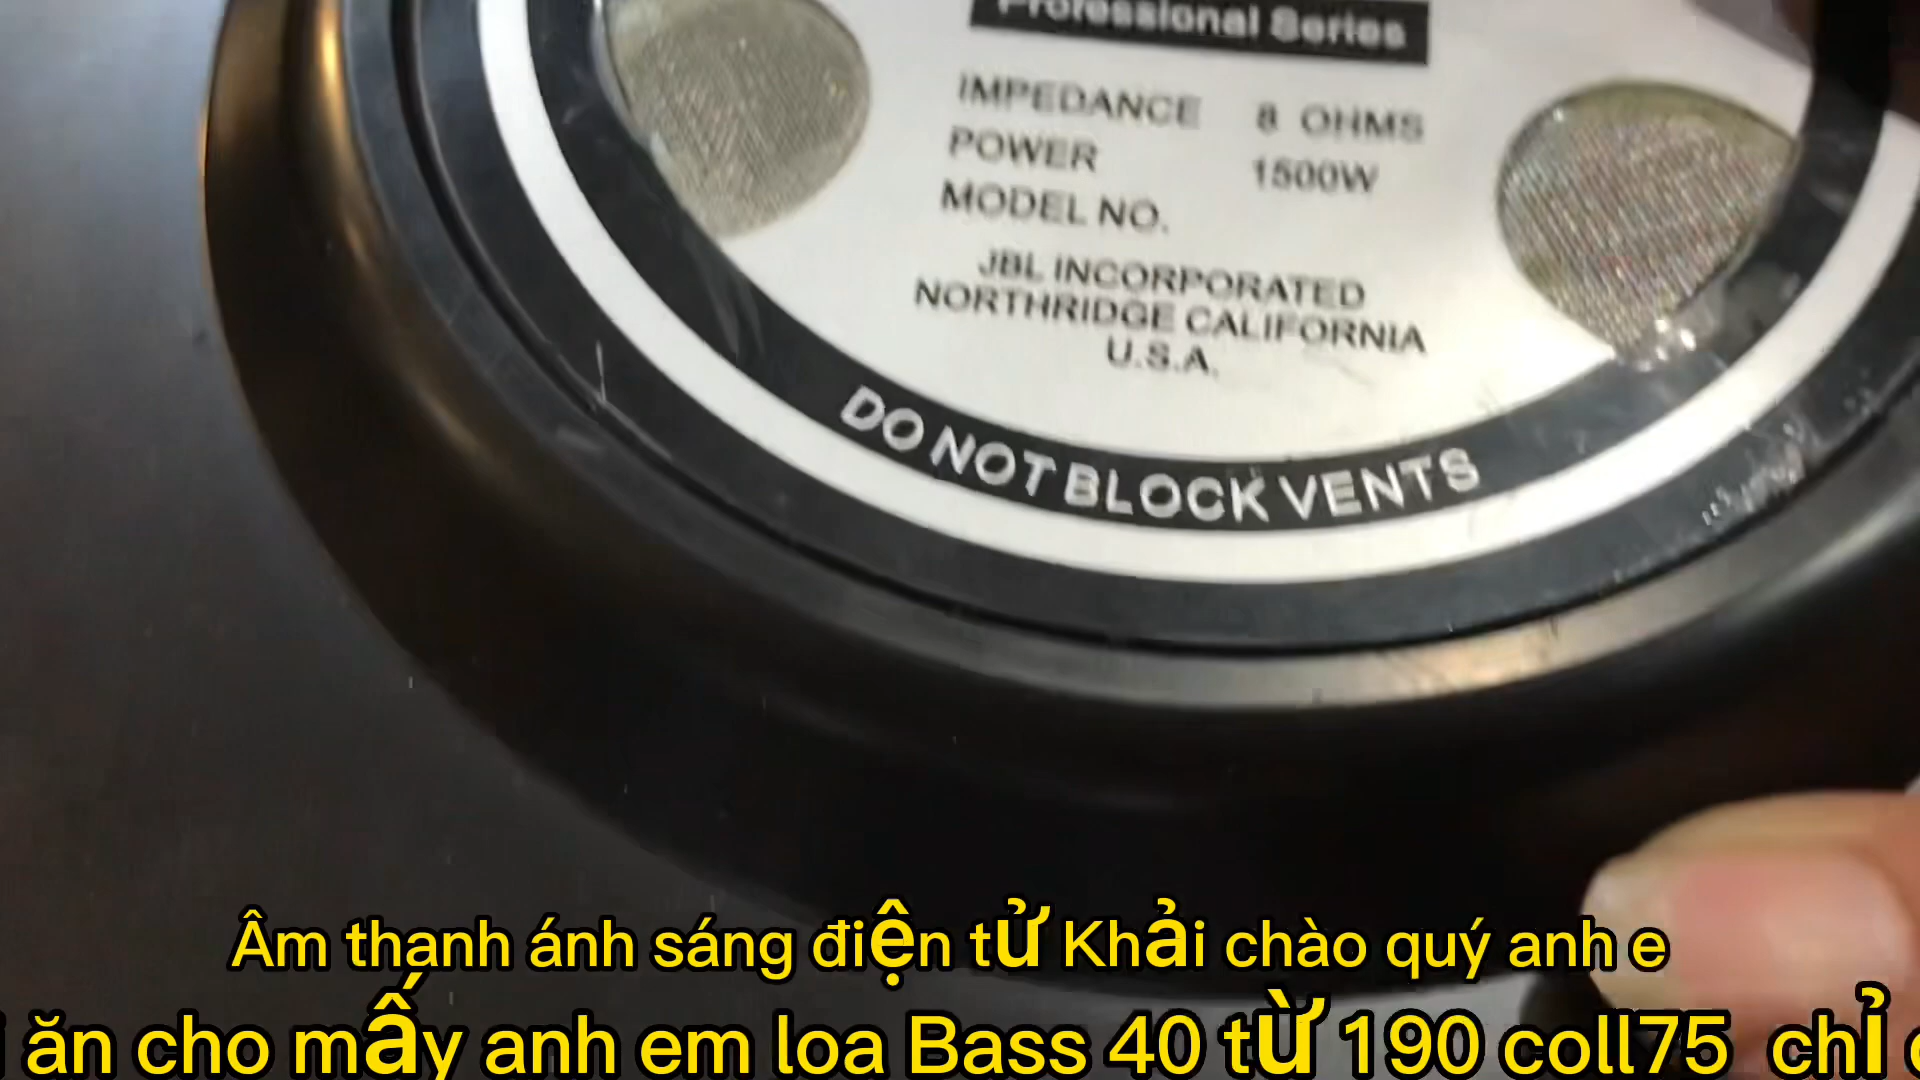 Professional Series
IMPEDANCE 8 OHMS
POWER 1500W
MODEL NO.
JBL INCORPORATED
NORTHRIDGE CALIFORNIA
U.S.A.
DO NOT BLOCK VENTS
Âm thanh ánh sáng điện tử Khải chào quý anh e
ăn cho mấy anh em loa Bass 40 từ 190 coll75 chỉ